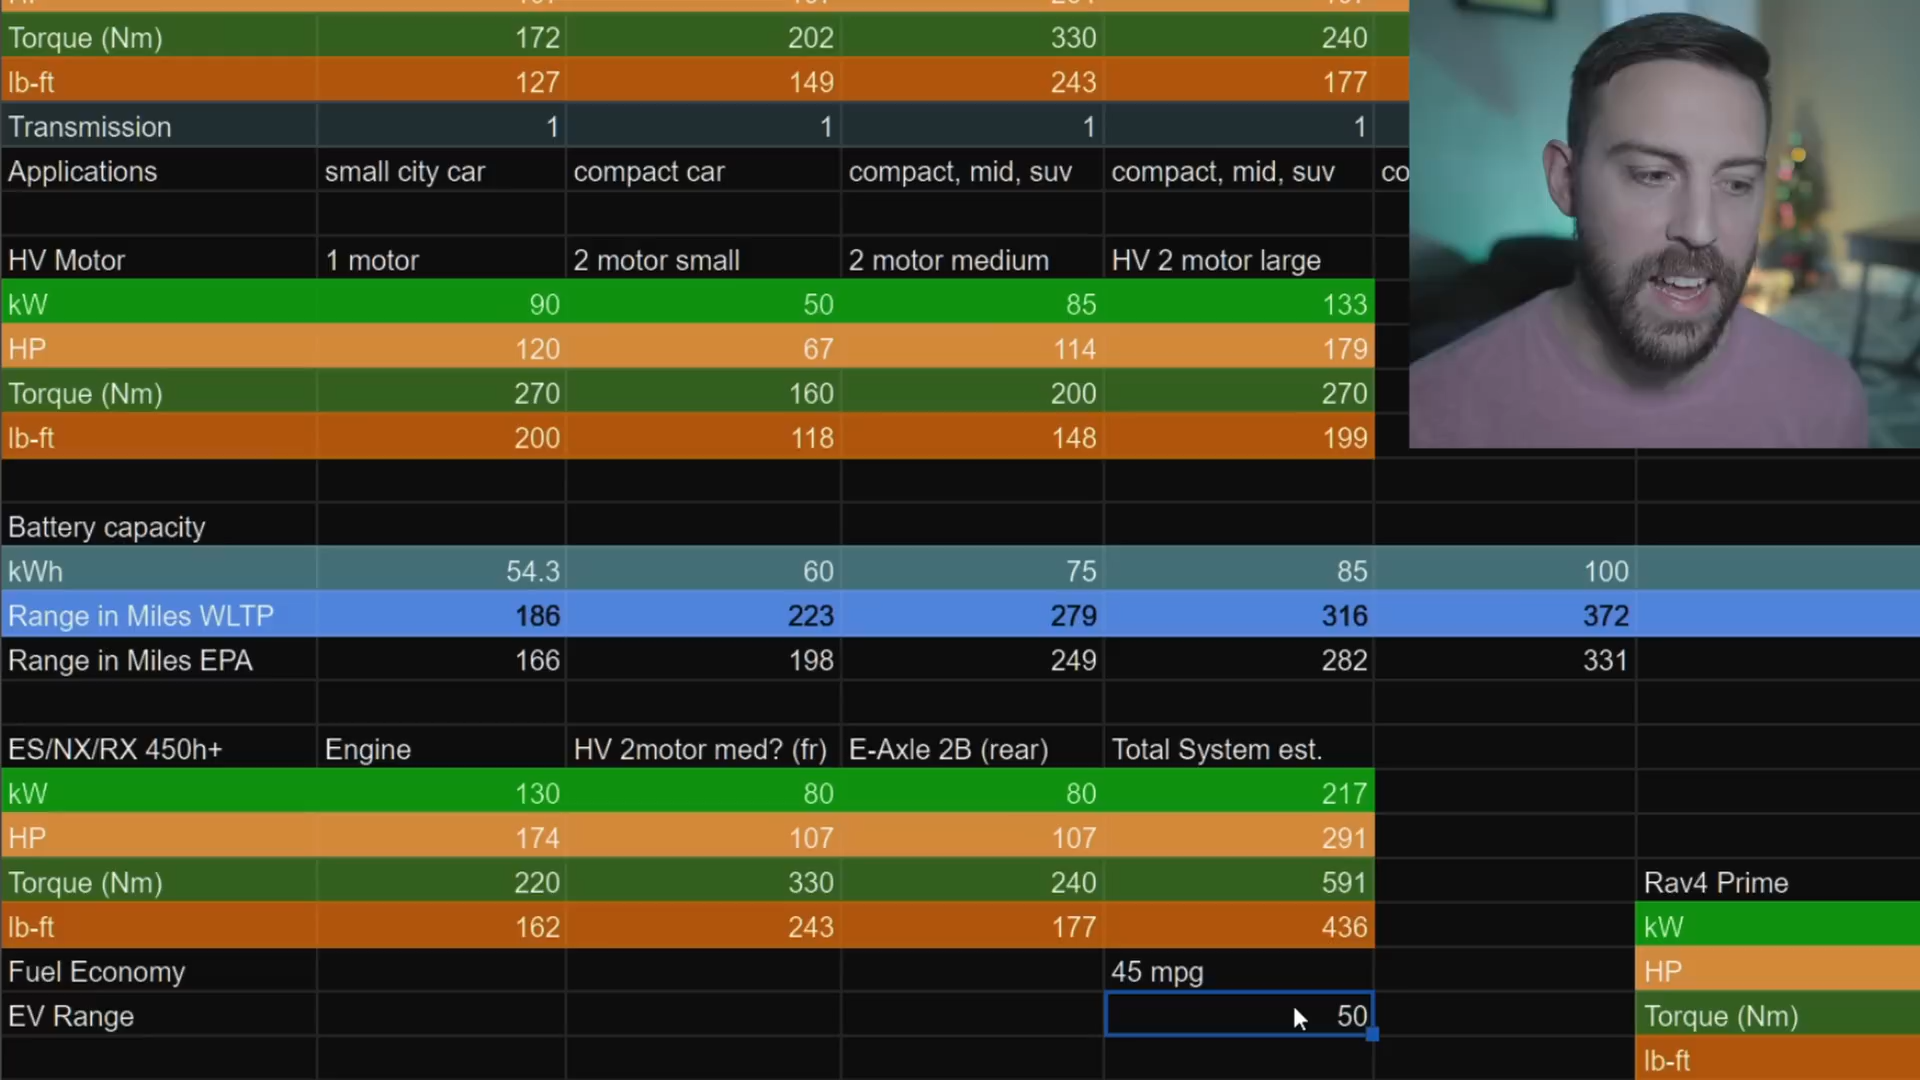 Torque (Nm) 172 202 330 240
lb-ft 127 149 243 177
Transmission 1 1 1 1
Applications small city car compact car compact, mid, suv compact, mid, suv co
HV Motor 1 motor 2 motor small 2 motor medium HV 2 motor large
kW 90 50 85 133
HP 120 67 114 179
Torque (Nm) 270 160 200 270
lb-ft 200 118 148 199
Battery capacity
kWh 54.3 60 75 85 100
Range in Miles WLTP 186 223 279 316 372
Range in Miles EPA 166 198 249 282 331
ES/NX/RX 450h+ Engine HV 2motor med? (fr) E-Axle 2B (rear) Total System est.
kW 130 80 80 217
HP 174 107 107 291
Torque (Nm) 220 330 240 591 Rav4 Prime
lb-ft 162 243 177 436 kW
Fuel Economy 45 mpg HP
EV Range 50 Torque (Nm)
lb-ft